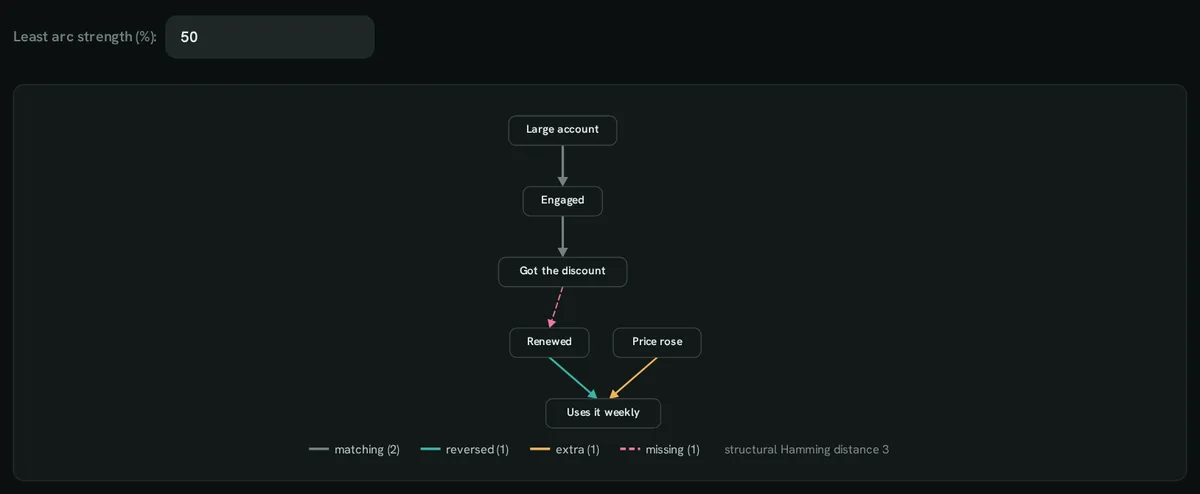 Least arc strength (%): 50
Large account
Engaged
Got the discount
Renewed Price rose
Uses it weekly
matching (2) reversed (1) extra (1) missing (1) structural Hamming distance 3